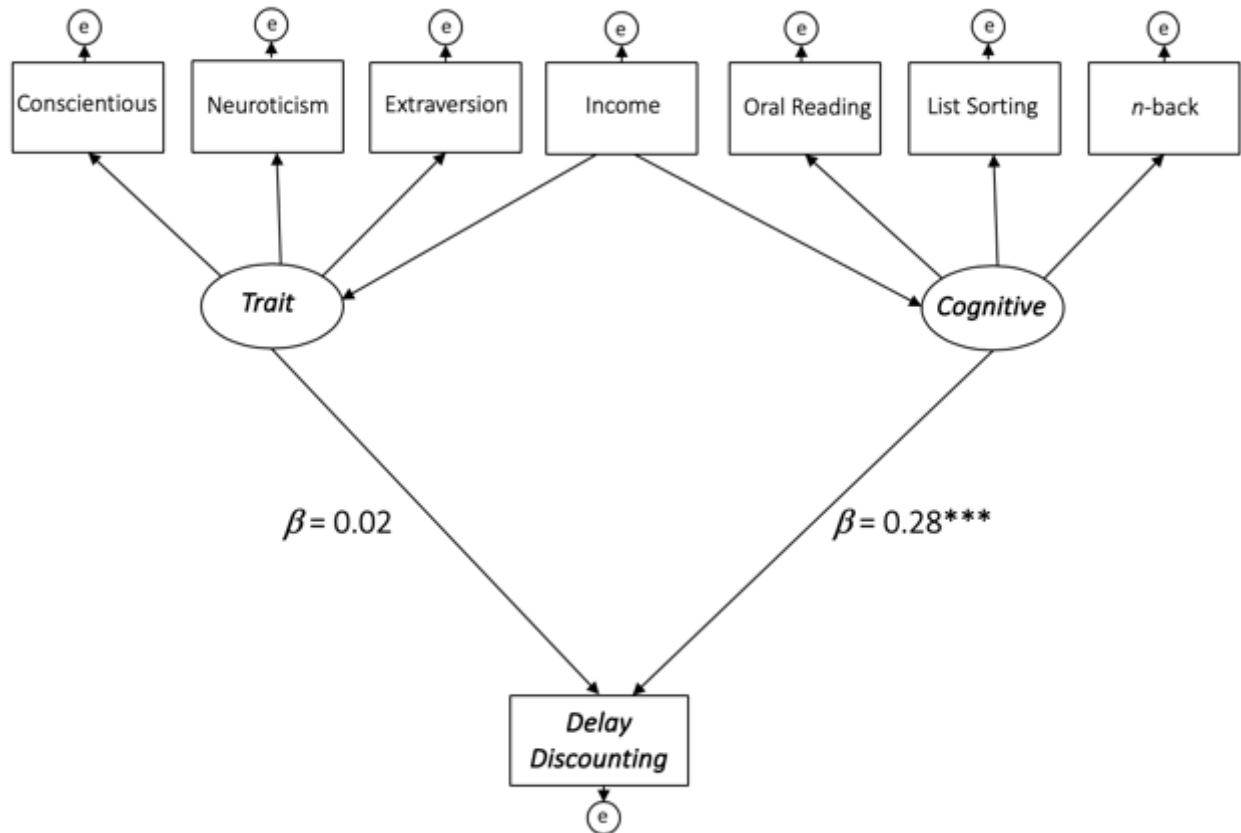 e e e e e e e
Conscientious Neuroticism Extraversion Income Oral Reading List Sorting n-back
Trait Cognitive
β = 0.02 β = 0.28***
Delay
Discounting
e